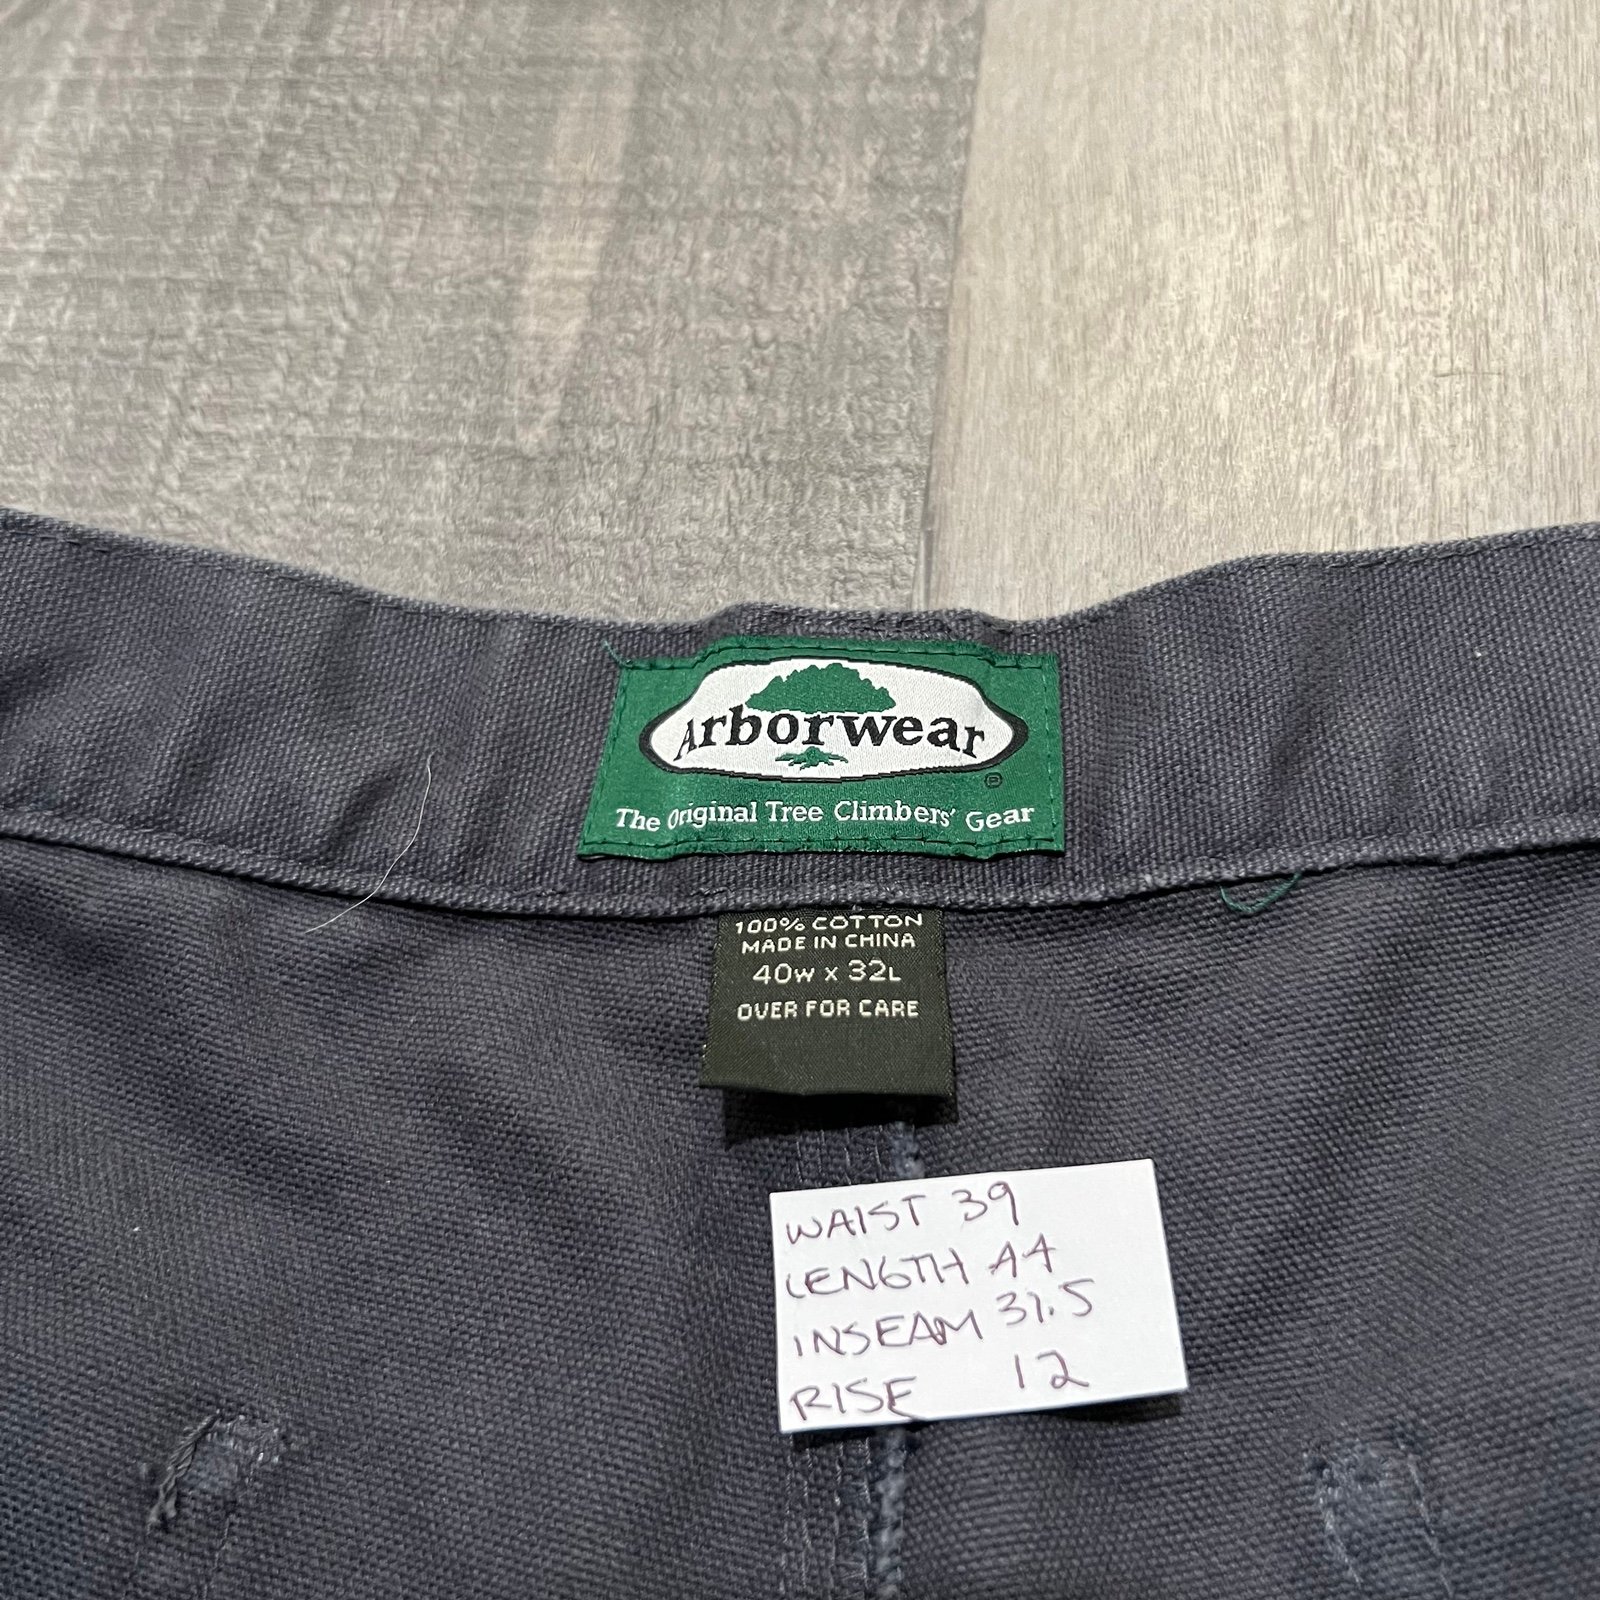 Arborwear
®
The Original Tree Climbers' Gear
100% COTTON
MADE IN CHINA
40W X 32L
OVER FOR CARE
WAIST 39
LENGTH 44
INSEAM 31.5
RISE 12